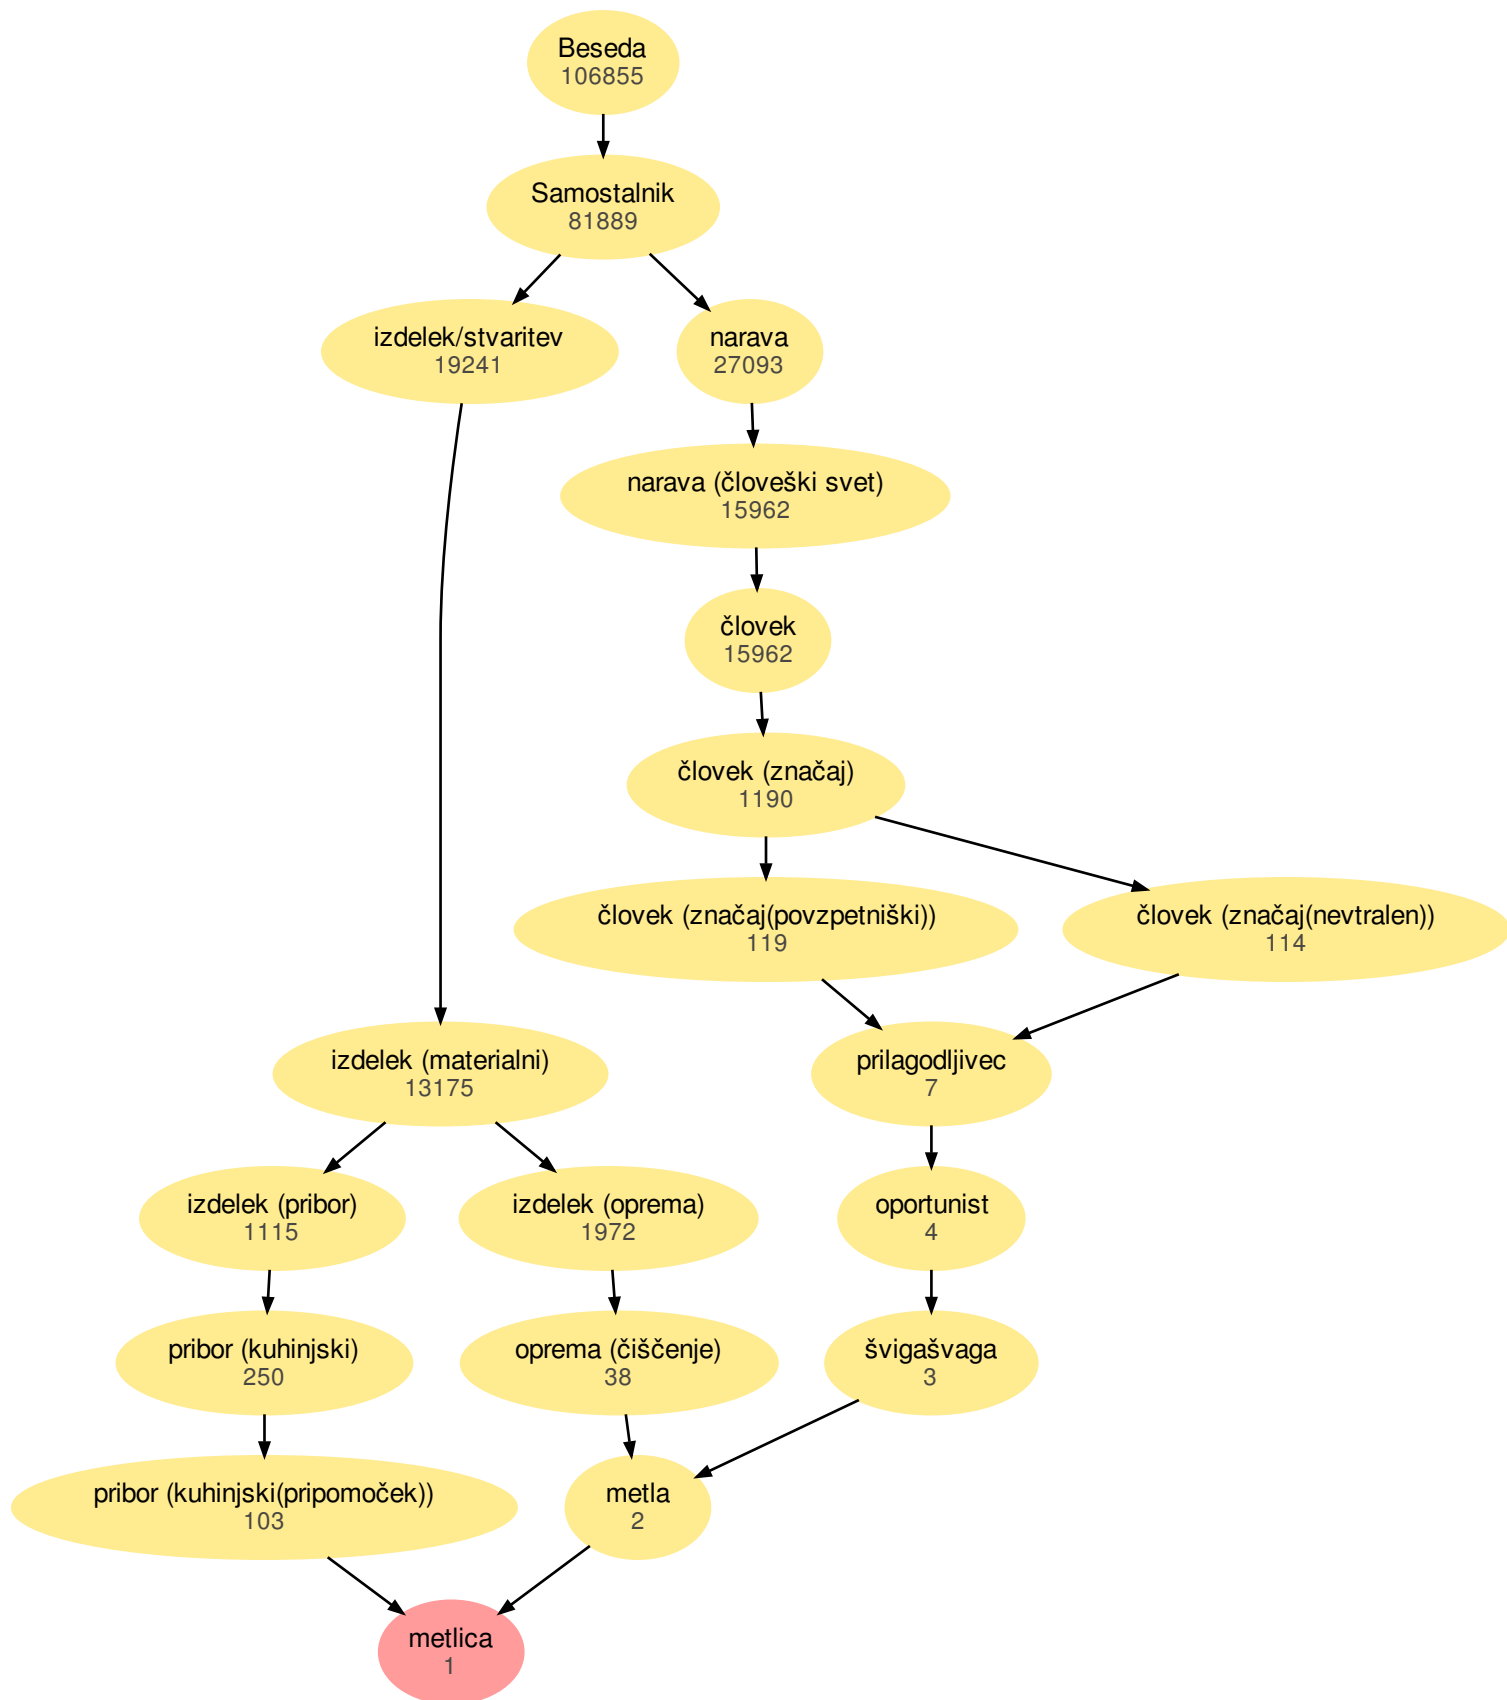 Beseda
106855
Samostalnik
81889
izdelek/stvaritev
19241
narava
27093
narava (človeški svet)
15962
človek
15962
človek (značaj)
1190
človek (značaj(povzpetniški))
119
človek (značaj(nevtralen))
114
izdelek (materialni)
13175
prilagodljivec
7
izdelek (pribor)
1115
izdelek (oprema)
1972
oportunist
4
pribor (kuhinjski)
250
oprema (čiščenje)
38
švigašvaga
3
pribor (kuhinjski(pripomoček))
103
metla
2
metlica
1